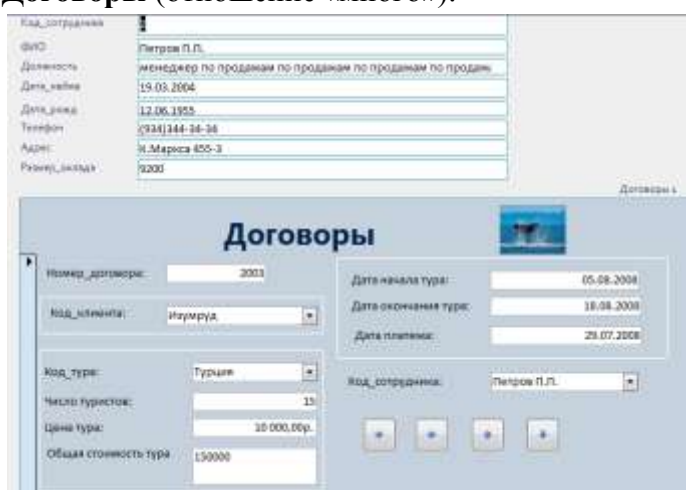 Договоры (отношение «много»).
Код_сотрудника
ФИО Петров П.П.
Должность менеджер по продажам по продажам по продажам по продаж
Дата_найма 19.03.2004
Дата_рожд 12.06.1955
Телефон (934)344-34-34
Адрес К.Маркса 455-3
Размер_оклада 9200
Договоры
Договоры
Номер_договора: 2003
Код_клиента: Изумруд
Дата начала тура: 05.08.2008
Дата окончания тура: 18.08.2008
Дата платежа: 29.07.2008
Код_тура: Турция
Число туристов: 15
Цена тура: 10 000,00р.
Общая стоимость тура 150000
Код_сотрудника: Петров П.П.